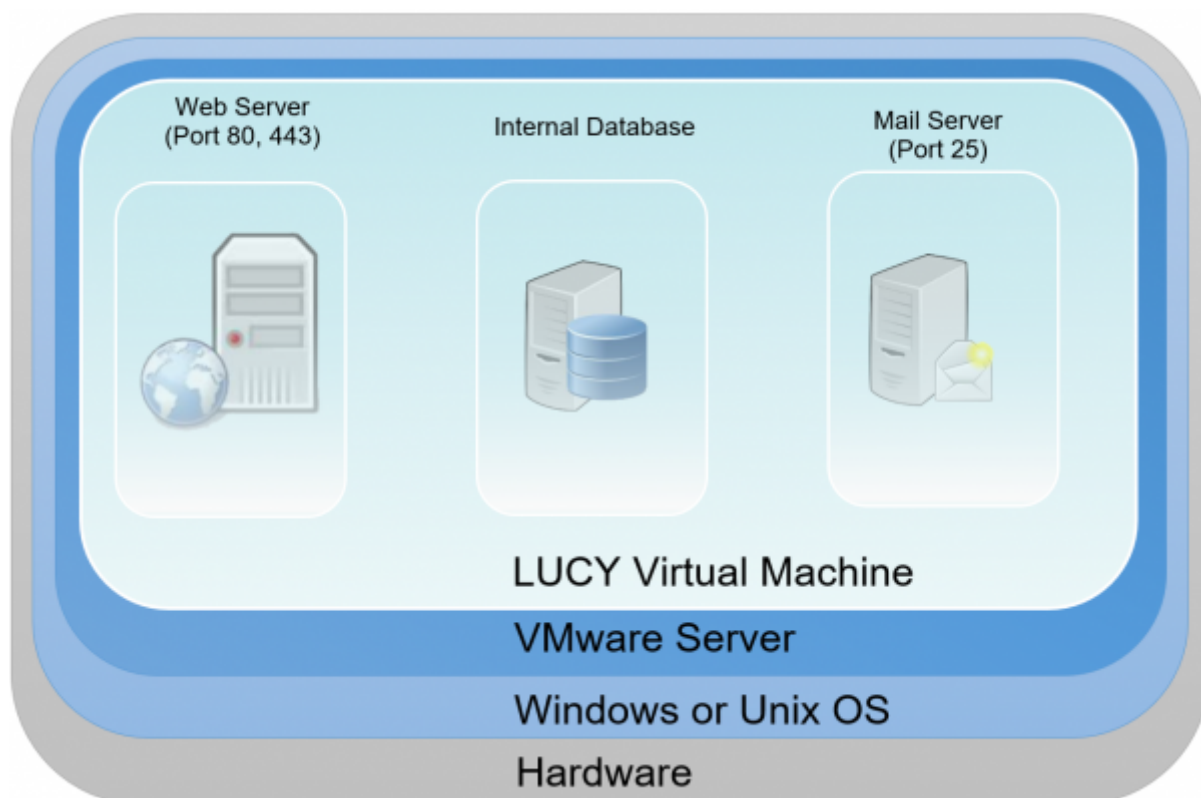 Web Server
(Port 80, 443)
Internal Database
Mail Server
(Port 25)
LUCY Virtual Machine
VMware Server
Windows or Unix OS
Hardware